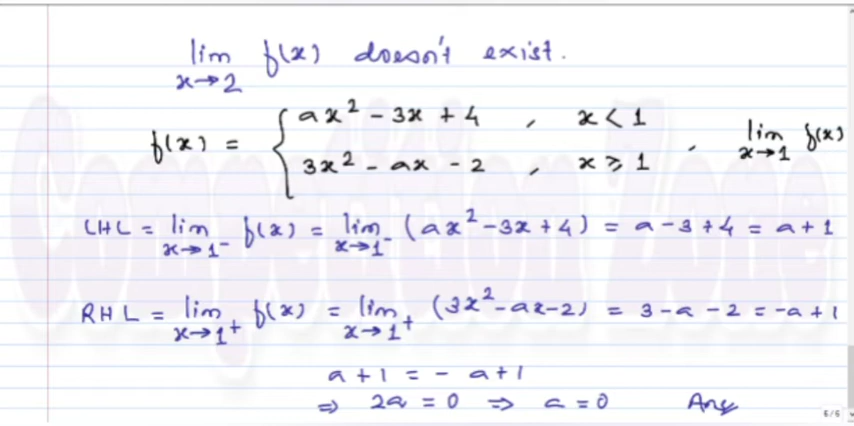 lim x→2 f(x) doesn't exist.
f(x) = { ax² - 3x + 4 , x < 1
3x² - ax - 2 , x ⩾ 1 , lim x→1 f(x)
LHL = lim x→1⁻ f(x) = lim x→1⁻ (ax² - 3x + 4) = a - 3 + 4 = a + 1
RHL = lim x→1⁺ f(x) = lim x→1⁺ (3x² - ax - 2) = 3 - a - 2 = -a + 1
a + 1 = - a + 1
⇒ 2a = 0 ⇒ a = 0 Ans
6/6